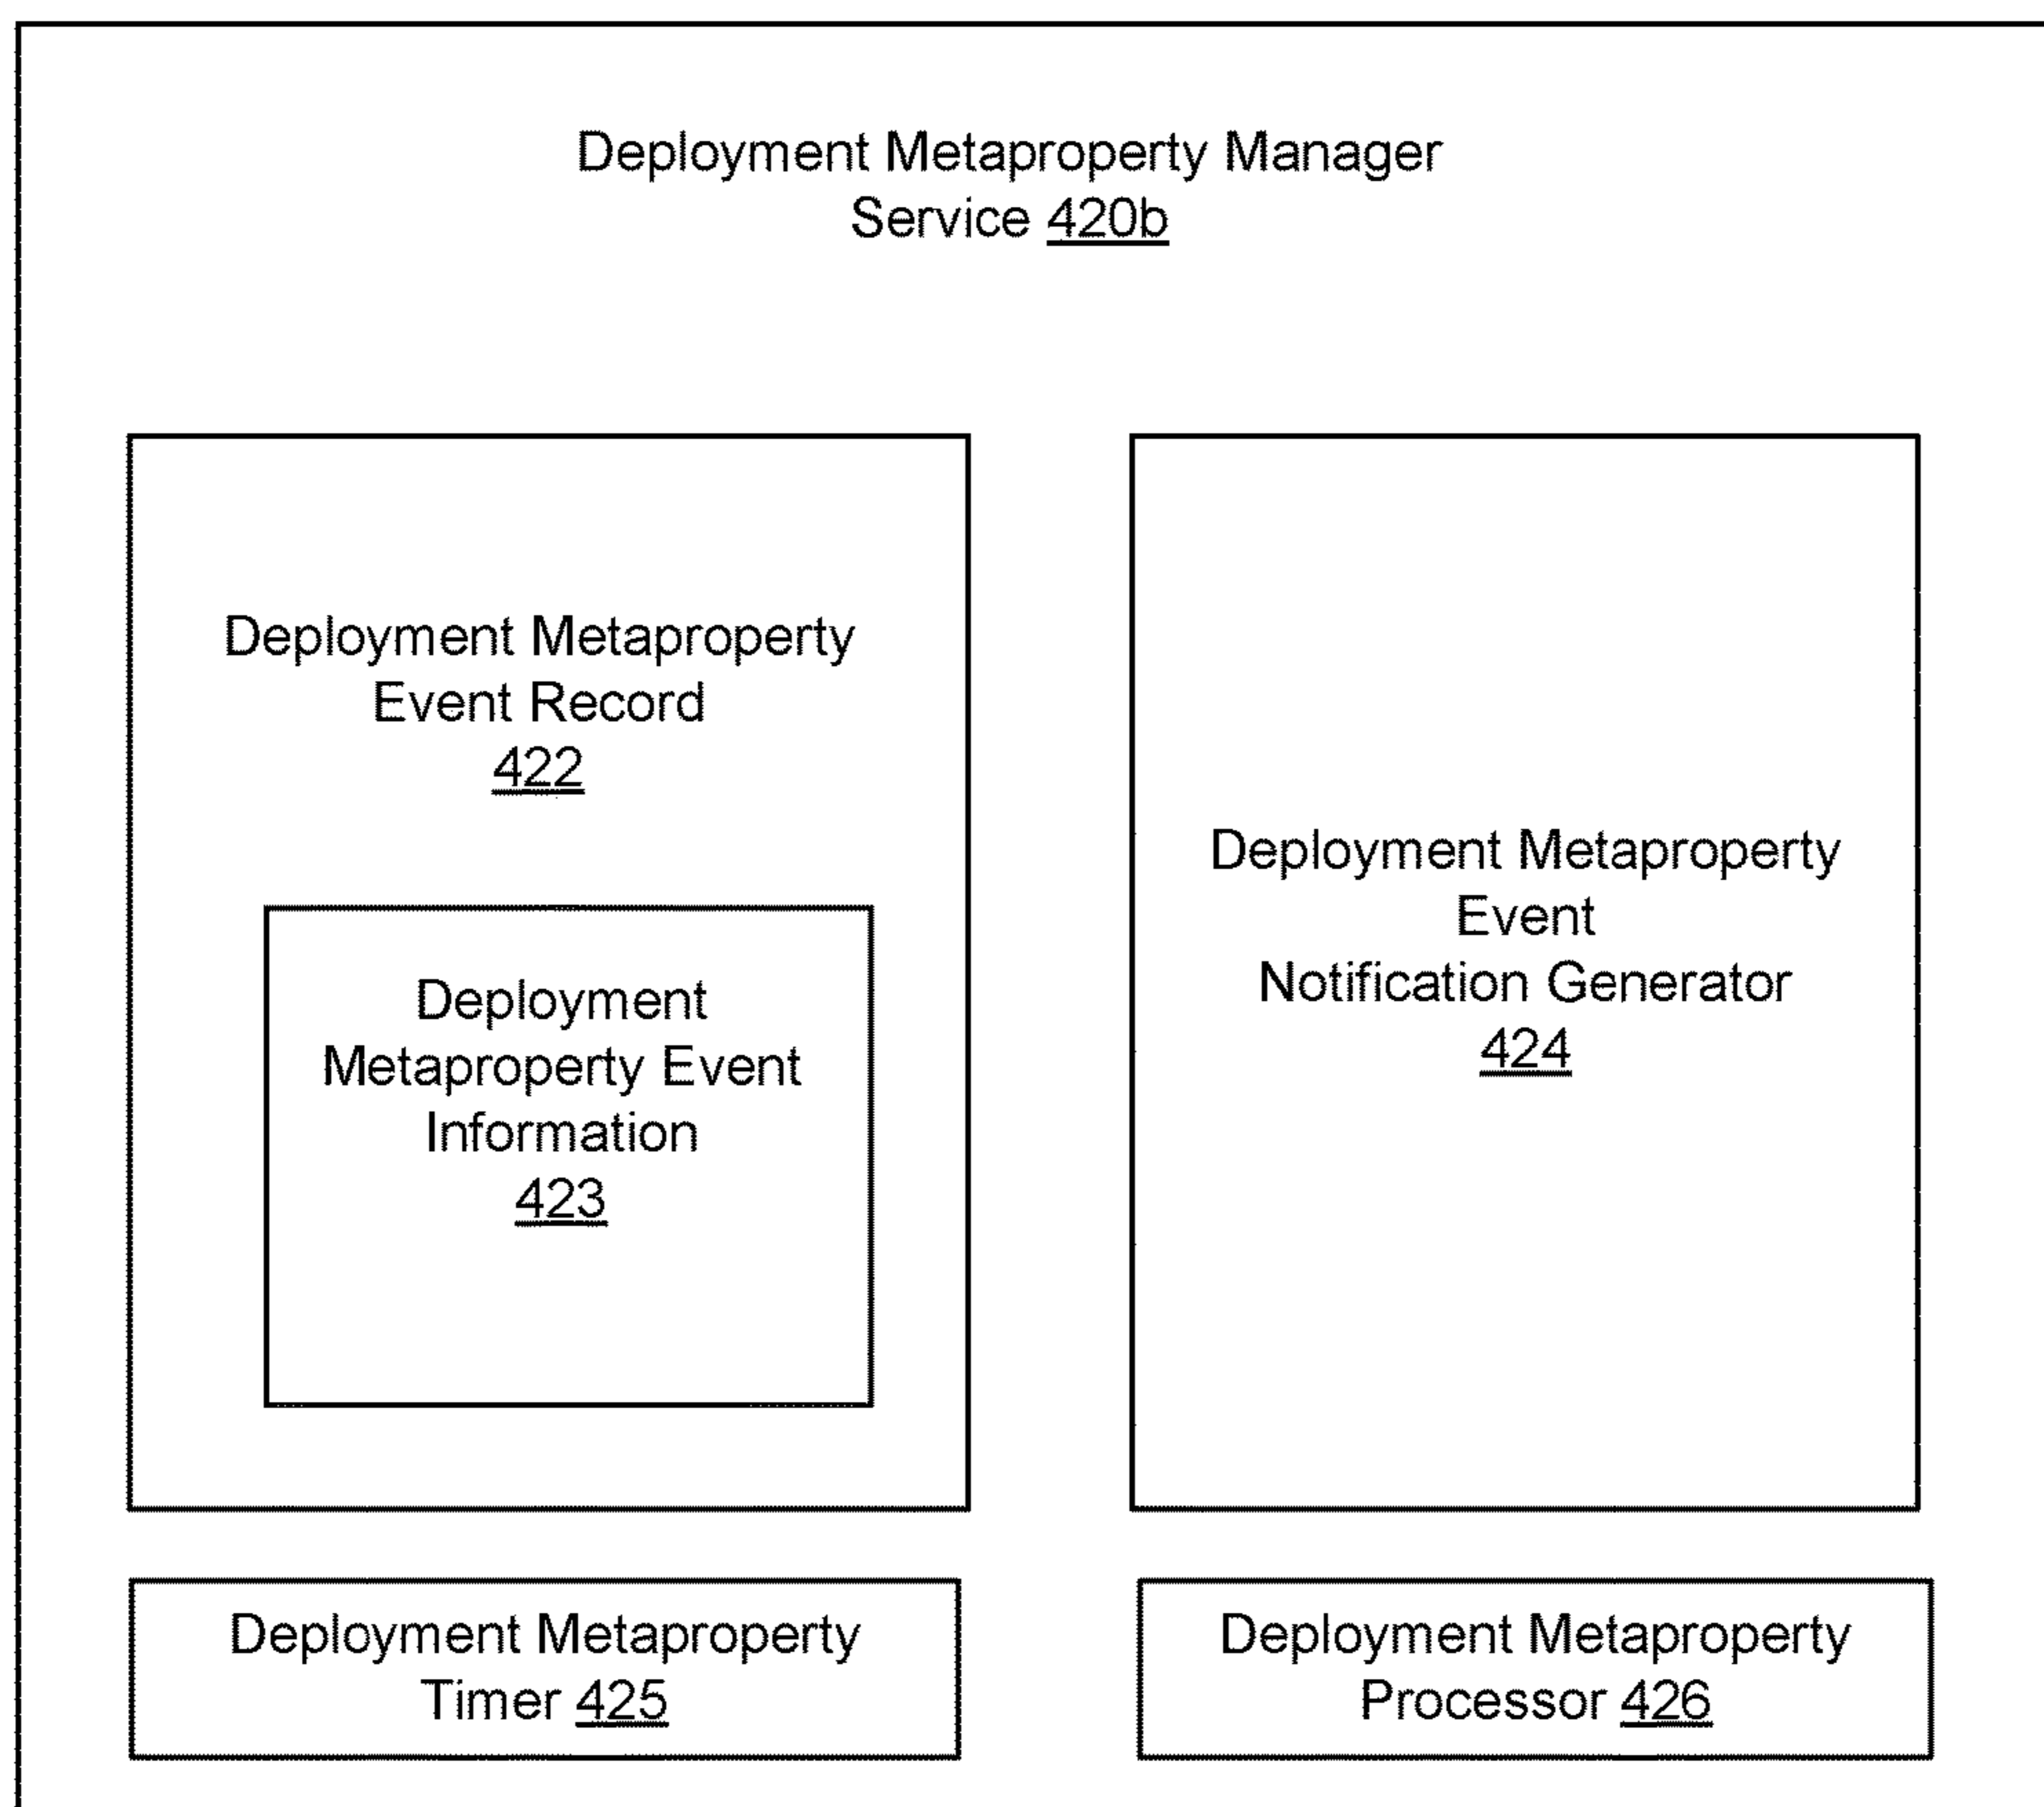 Deployment Metaproperty Manager
Service 420b
Deployment Metaproperty
Event Record
422
Deployment
Metaproperty Event
Information
423
Deployment Metaproperty
Event
Notification Generator
424
Deployment Metaproperty
Timer 425
Deployment Metaproperty
Processor 426